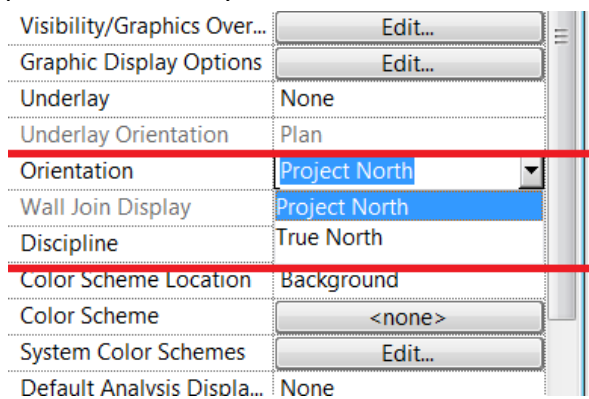 Visibility/Graphics Over... Edit...
Graphic Display Options Edit...
Underlay None
Underlay Orientation Plan
Orientation Project North
Wall Join Display Project North
Discipline True North
Color Scheme Location Background
Color Scheme <none>
System Color Schemes Edit...
Default Analysis Displa... None